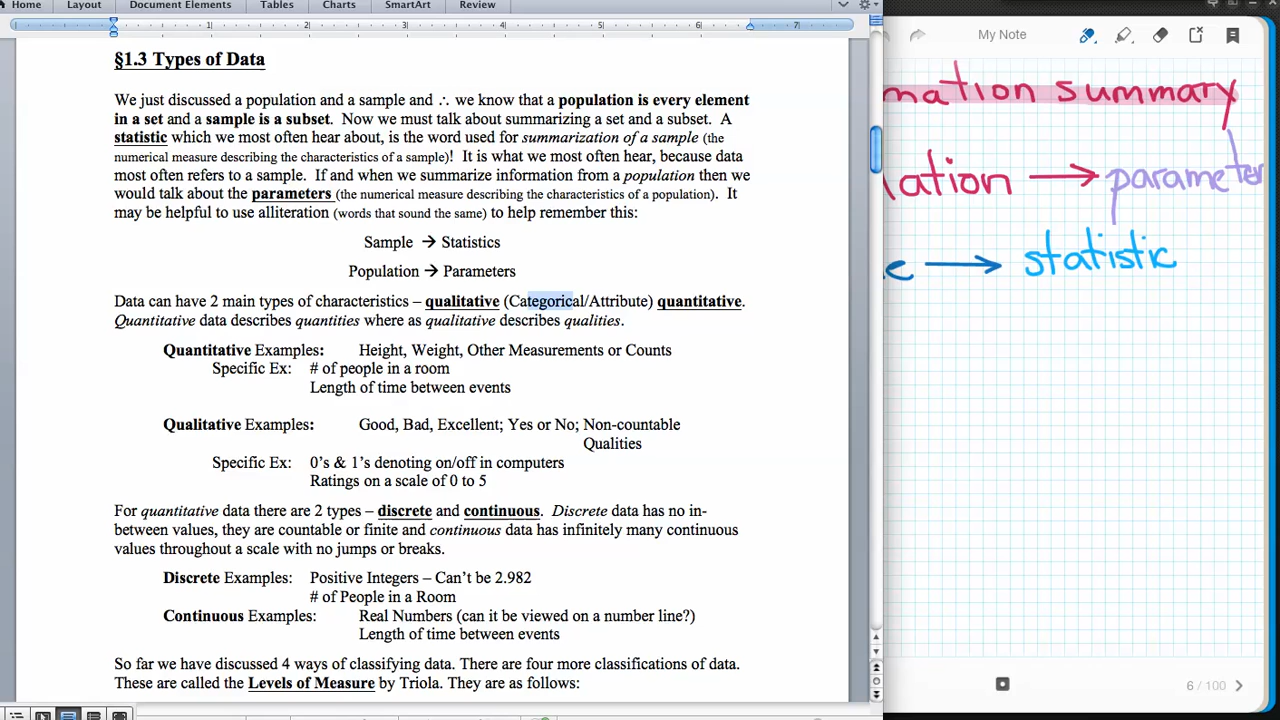 Home Layout Document Elements Tables Charts SmartArt Review
1 2 3 4 5 6 7
§1.3 Types of Data
We just discussed a population and a sample and ∴ we know that a population is every element
in a set and a sample is a subset. Now we must talk about summarizing a set and a subset. A
statistic which we most often hear about, is the word used for summarization of a sample (the
numerical measure describing the characteristics of a sample)! It is what we most often hear, because data
most often refers to a sample. If and when we summarize information from a population then we
would talk about the parameters (the numerical measure describing the characteristics of a population). It
may be helpful to use alliteration (words that sound the same) to help remember this:
Sample → Statistics
Population → Parameters
Data can have 2 main types of characteristics – qualitative (Categorical/Attribute) quantitative.
Quantitative data describes quantities where as qualitative describes qualities.
Quantitative Examples: Height, Weight, Other Measurements or Counts
Specific Ex: # of people in a room
Length of time between events
Qualitative Examples: Good, Bad, Excellent; Yes or No; Non-countable
Qualities
Specific Ex: 0's & 1's denoting on/off in computers
Ratings on a scale of 0 to 5
For quantitative data there are 2 types – discrete and continuous. Discrete data has no in-
between values, they are countable or finite and continuous data has infinitely many continuous
values throughout a scale with no jumps or breaks.
Discrete Examples: Positive Integers – Can't be 2.982
# of People in a Room
Continuous Examples: Real Numbers (can it be viewed on a number line?)
Length of time between events
So far we have discussed 4 ways of classifying data. There are four more classifications of data.
These are called the Levels of Measure by Triola. They are as follows:
My Note
mation summary
lation → parameter
e → statistic
6 / 100